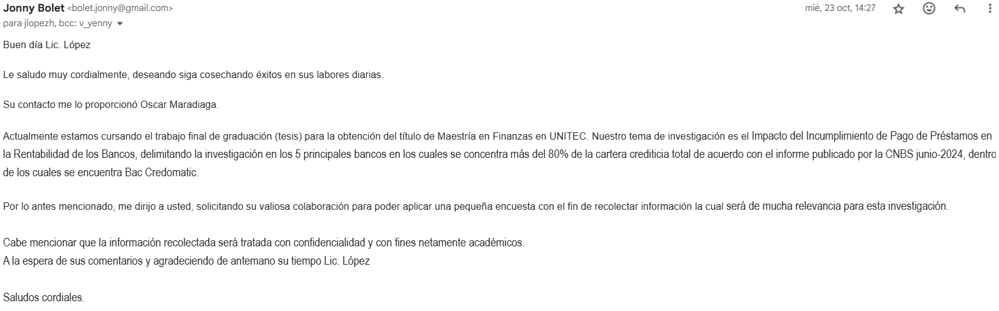 Jonny Bolet <bolet.jonny@gmail.com>
mié, 23 oct, 14:27
para jlopezh, bcc: v_yenny
Buen día Lic. López
Le saludo muy cordialmente, deseando siga cosechando éxitos en sus labores diarias.
Su contacto me lo proporcionó Oscar Maradiaga.
Actualmente estamos cursando el trabajo final de graduación (tesis) para la obtención del título de Maestría en Finanzas en UNITEC. Nuestro tema de investigación es el Impacto del Incumplimiento de Pago de Préstamos en
la Rentabilidad de los Bancos, delimitando la investigación en los 5 principales bancos en los cuales se concentra más del 80% de la cartera crediticia total de acuerdo con el informe publicado por la CNBS junio-2024, dentro
de los cuales se encuentra Bac Credomatic.
Por lo antes mencionado, me dirijo a usted, solicitando su valiosa colaboración para poder aplicar una pequeña encuesta con el fin de recolectar información la cual será de mucha relevancia para esta investigación.
Cabe mencionar que la información recolectada será tratada con confidencialidad y con fines netamente académicos.
A la espera de sus comentarios y agradeciendo de antemano su tiempo Lic. López
Saludos cordiales.